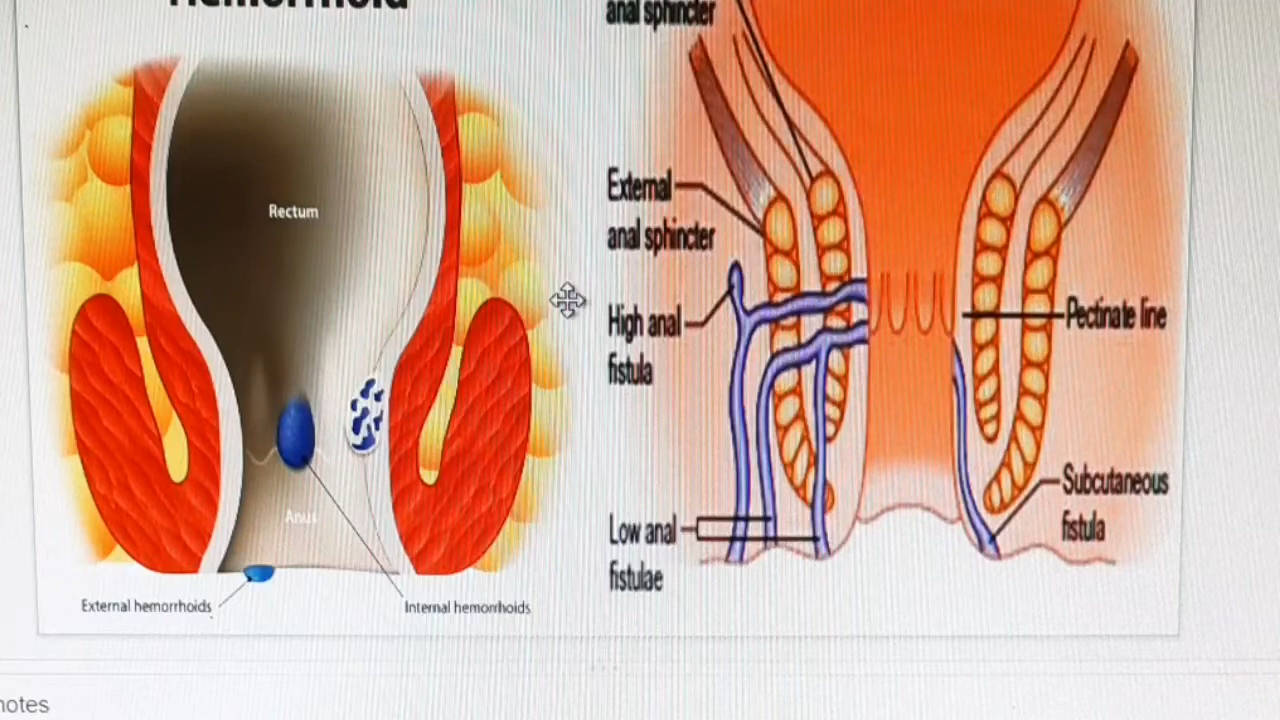 Hemorrhoid
anal sphincter
Rectum
External
anal sphincter
High anal
fistula
Pectinate line
Anus
Low anal
fistulae
Subcutaneous
fistula
External hemorrhoids
Internal hemorrhoids
notes